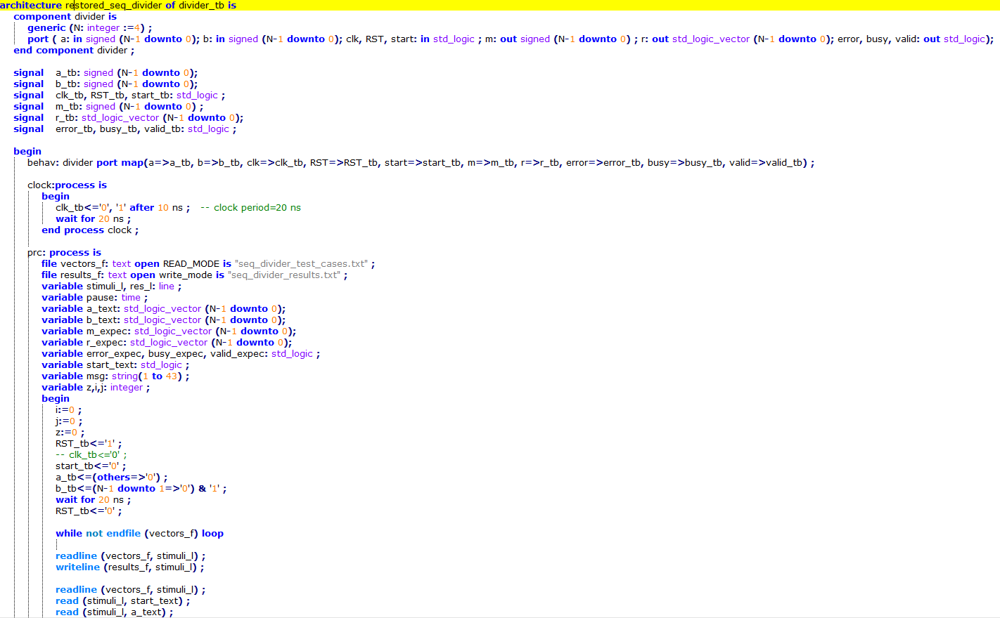 architecture restored_seq_divider of divider_tb is
component divider is
generic (N: integer :=4) ;
port ( a: in signed (N-1 downto 0); b: in signed (N-1 downto 0); clk, RST, start: in std_logic ; m: out signed (N-1 downto 0) ; r: out std_logic_vector (N-1 downto 0); error, busy, valid: out std_logic);
end component divider ;
signal a_tb: signed (N-1 downto 0);
signal b_tb: signed (N-1 downto 0);
signal clk_tb, RST_tb, start_tb: std_logic ;
signal m_tb: signed (N-1 downto 0) ;
signal r_tb: std_logic_vector (N-1 downto 0);
signal error_tb, busy_tb, valid_tb: std_logic ;
begin
behav: divider port map(a=>a_tb, b=>b_tb, clk=>clk_tb, RST=>RST_tb, start=>start_tb, m=>m_tb, r=>r_tb, error=>error_tb, busy=>busy_tb, valid=>valid_tb) ;
clock:process is
begin
clk_tb<='0', '1' after 10 ns ; -- clock period=20 ns
wait for 20 ns ;
end process clock ;
prc: process is
file vectors_f: text open READ_MODE is "seq_divider_test_cases.txt" ;
file results_f: text open write_mode is "seq_divider_results.txt" ;
variable stimuli_l, res_l: line ;
variable pause: time ;
variable a_text: std_logic_vector (N-1 downto 0);
variable b_text: std_logic_vector (N-1 downto 0);
variable m_expec: std_logic_vector (N-1 downto 0);
variable r_expec: std_logic_vector (N-1 downto 0);
variable error_expec, busy_expec, valid_expec: std_logic ;
variable start_text: std_logic ;
variable msg: string(1 to 43) ;
variable z,i,j: integer ;
begin
i:=0 ;
j:=0 ;
z:=0 ;
RST_tb<='1' ;
-- clk_tb<='0' ;
start_tb<='0' ;
a_tb<=(others=>'0') ;
b_tb<=(N-1 downto 1=>'0') & '1' ;
wait for 20 ns ;
RST_tb<='0' ;
while not endfile (vectors_f) loop
readline (vectors_f, stimuli_l) ;
writeline (results_f, stimuli_l) ;
readline (vectors_f, stimuli_l) ;
read (stimuli_l, start_text) ;
read (stimuli_l, a_text) ;